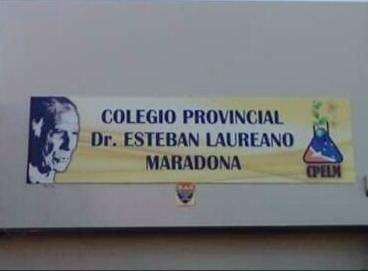 COLEGIO PROVINCIAL
Dr. ESTEBAN LAUREANO
MARADONA
CPELM